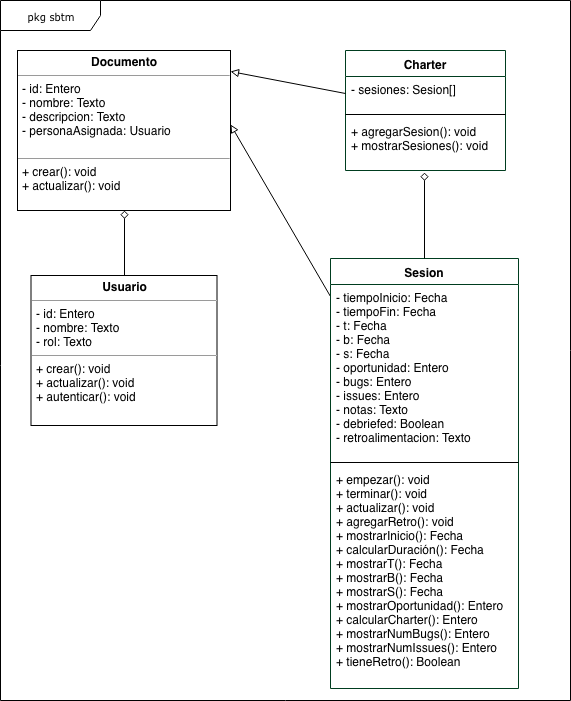 pkg sbtm
Documento
- id: Entero
- nombre: Texto
- descripcion: Texto
- personaAsignada: Usuario
+ crear(): void
+ actualizar(): void
Charter
- sesiones: Sesion[]
+ agregarSesion(): void
+ mostrarSesiones(): void
Usuario
- id: Entero
- nombre: Texto
- rol: Texto
+ crear(): void
+ actualizar(): void
+ autenticar(): void
Sesion
- tiempoInicio: Fecha
- tiempoFin: Fecha
- t: Fecha
- b: Fecha
- s: Fecha
- oportunidad: Entero
- bugs: Entero
- issues: Entero
- notas: Texto
- debriefed: Boolean
- retroalimentacion: Texto
+ empezar(): void
+ terminar(): void
+ actualizar(): void
+ agregarRetro(): void
+ mostrarInicio(): Fecha
+ calcularDuración(): Fecha
+ mostrarT(): Fecha
+ mostrarB(): Fecha
+ mostrarS(): Fecha
+ mostrarOportunidad(): Entero
+ calcularCharter(): Entero
+ mostrarNumBugs(): Entero
+ mostrarNumIssues(): Entero
+ tieneRetro(): Boolean